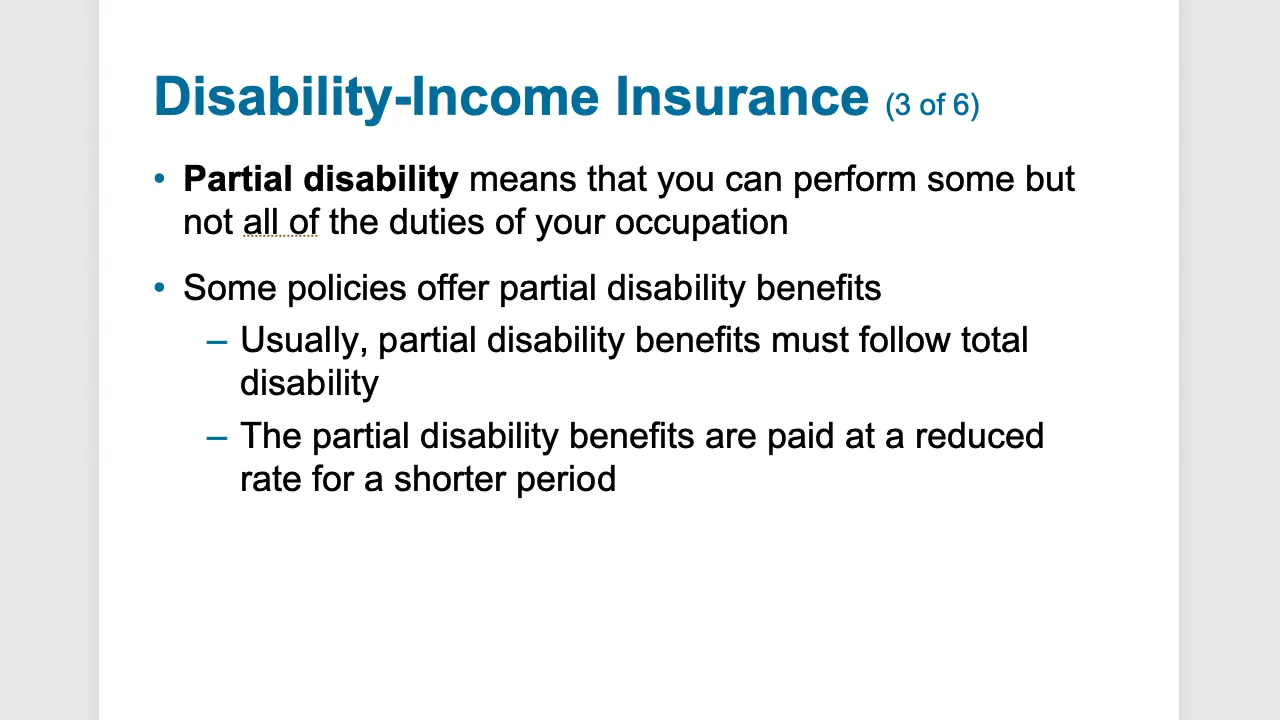 Disability-Income Insurance (3 of 6)
• Partial disability means that you can perform some but
not all of the duties of your occupation
• Some policies offer partial disability benefits
– Usually, partial disability benefits must follow total
disability
– The partial disability benefits are paid at a reduced
rate for a shorter period